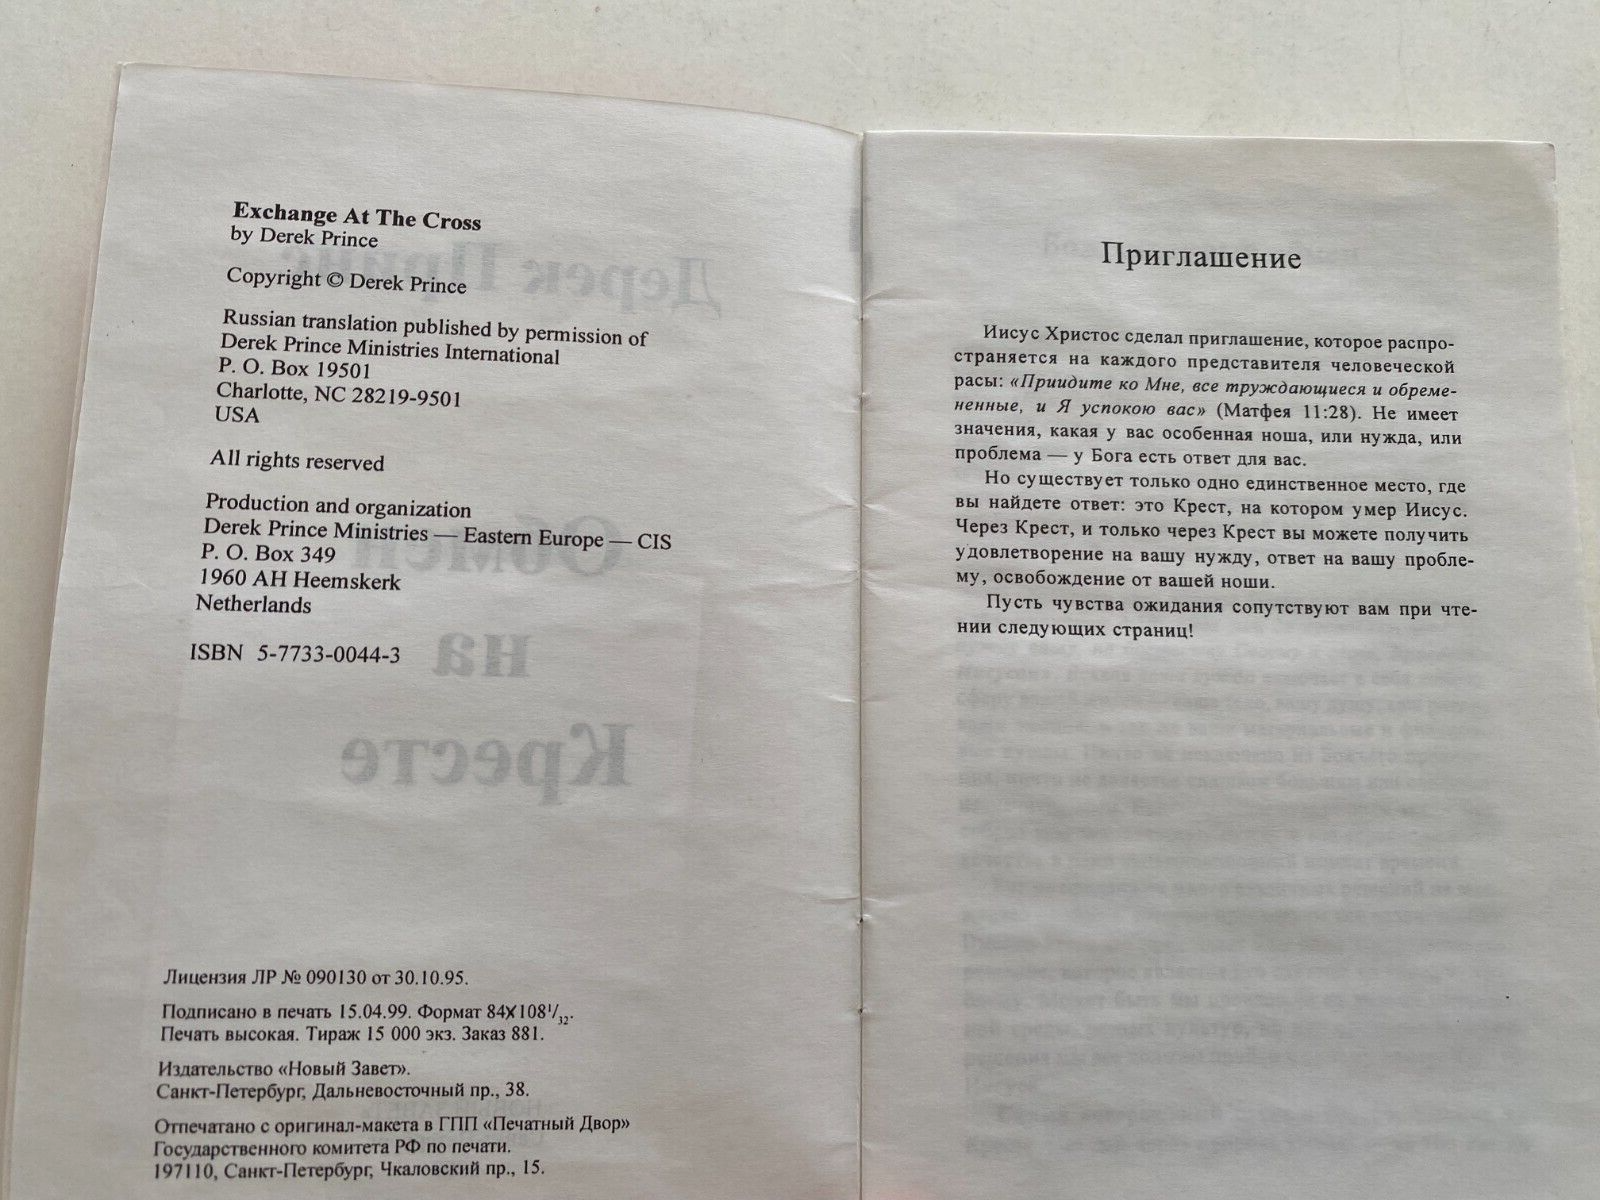 Exchange At The Cross
by Derek Prince
Copyright © Derek Prince
Russian translation published by permission of
Derek Prince Ministries International
P. O. Box 19501
Charlotte, NC 28219-9501
USA
All rights reserved
Production and organization
Derek Prince Ministries — Eastern Europe — CIS
P. O. Box 349
1960 AH Heemskerk
Netherlands
ISBN 5-7733-0044-3
Лицензия ЛР № 090130 от 30.10.95.
Подписано в печать 15.04.99. Формат 84X108¹/₃₂.
Печать высокая. Тираж 15 000 экз. Заказ 881.
Издательство «Новый Завет».
Санкт-Петербург, Дальневосточный пр., 38.
Отпечатано с оригинал-макета в ГПП «Печатный Двор»
Государственного комитета РФ по печати.
197110, Санкт-Петербург, Чкаловский пр., 15.
Приглашение
Иисус Христос сделал приглашение, которое распро-
страняется на каждого представителя человеческой
расы: «Приидите ко Мне, все труждающиеся и обреме-
ненные, и Я успокою вас» (Матфея 11:28). Не имеет
значения, какая у вас особенная ноша, или нужда, или
проблема — у Бога есть ответ для вас.
Но существует только одно единственное место, где
вы найдете ответ: это Крест, на котором умер Иисус.
Через Крест, и только через Крест вы можете получить
удовлетворение на вашу нужду, ответ на вашу пробле-
му, освобождение от вашей ноши.
Пусть чувства ожидания сопутствуют вам при чте-
нии следующих страниц!